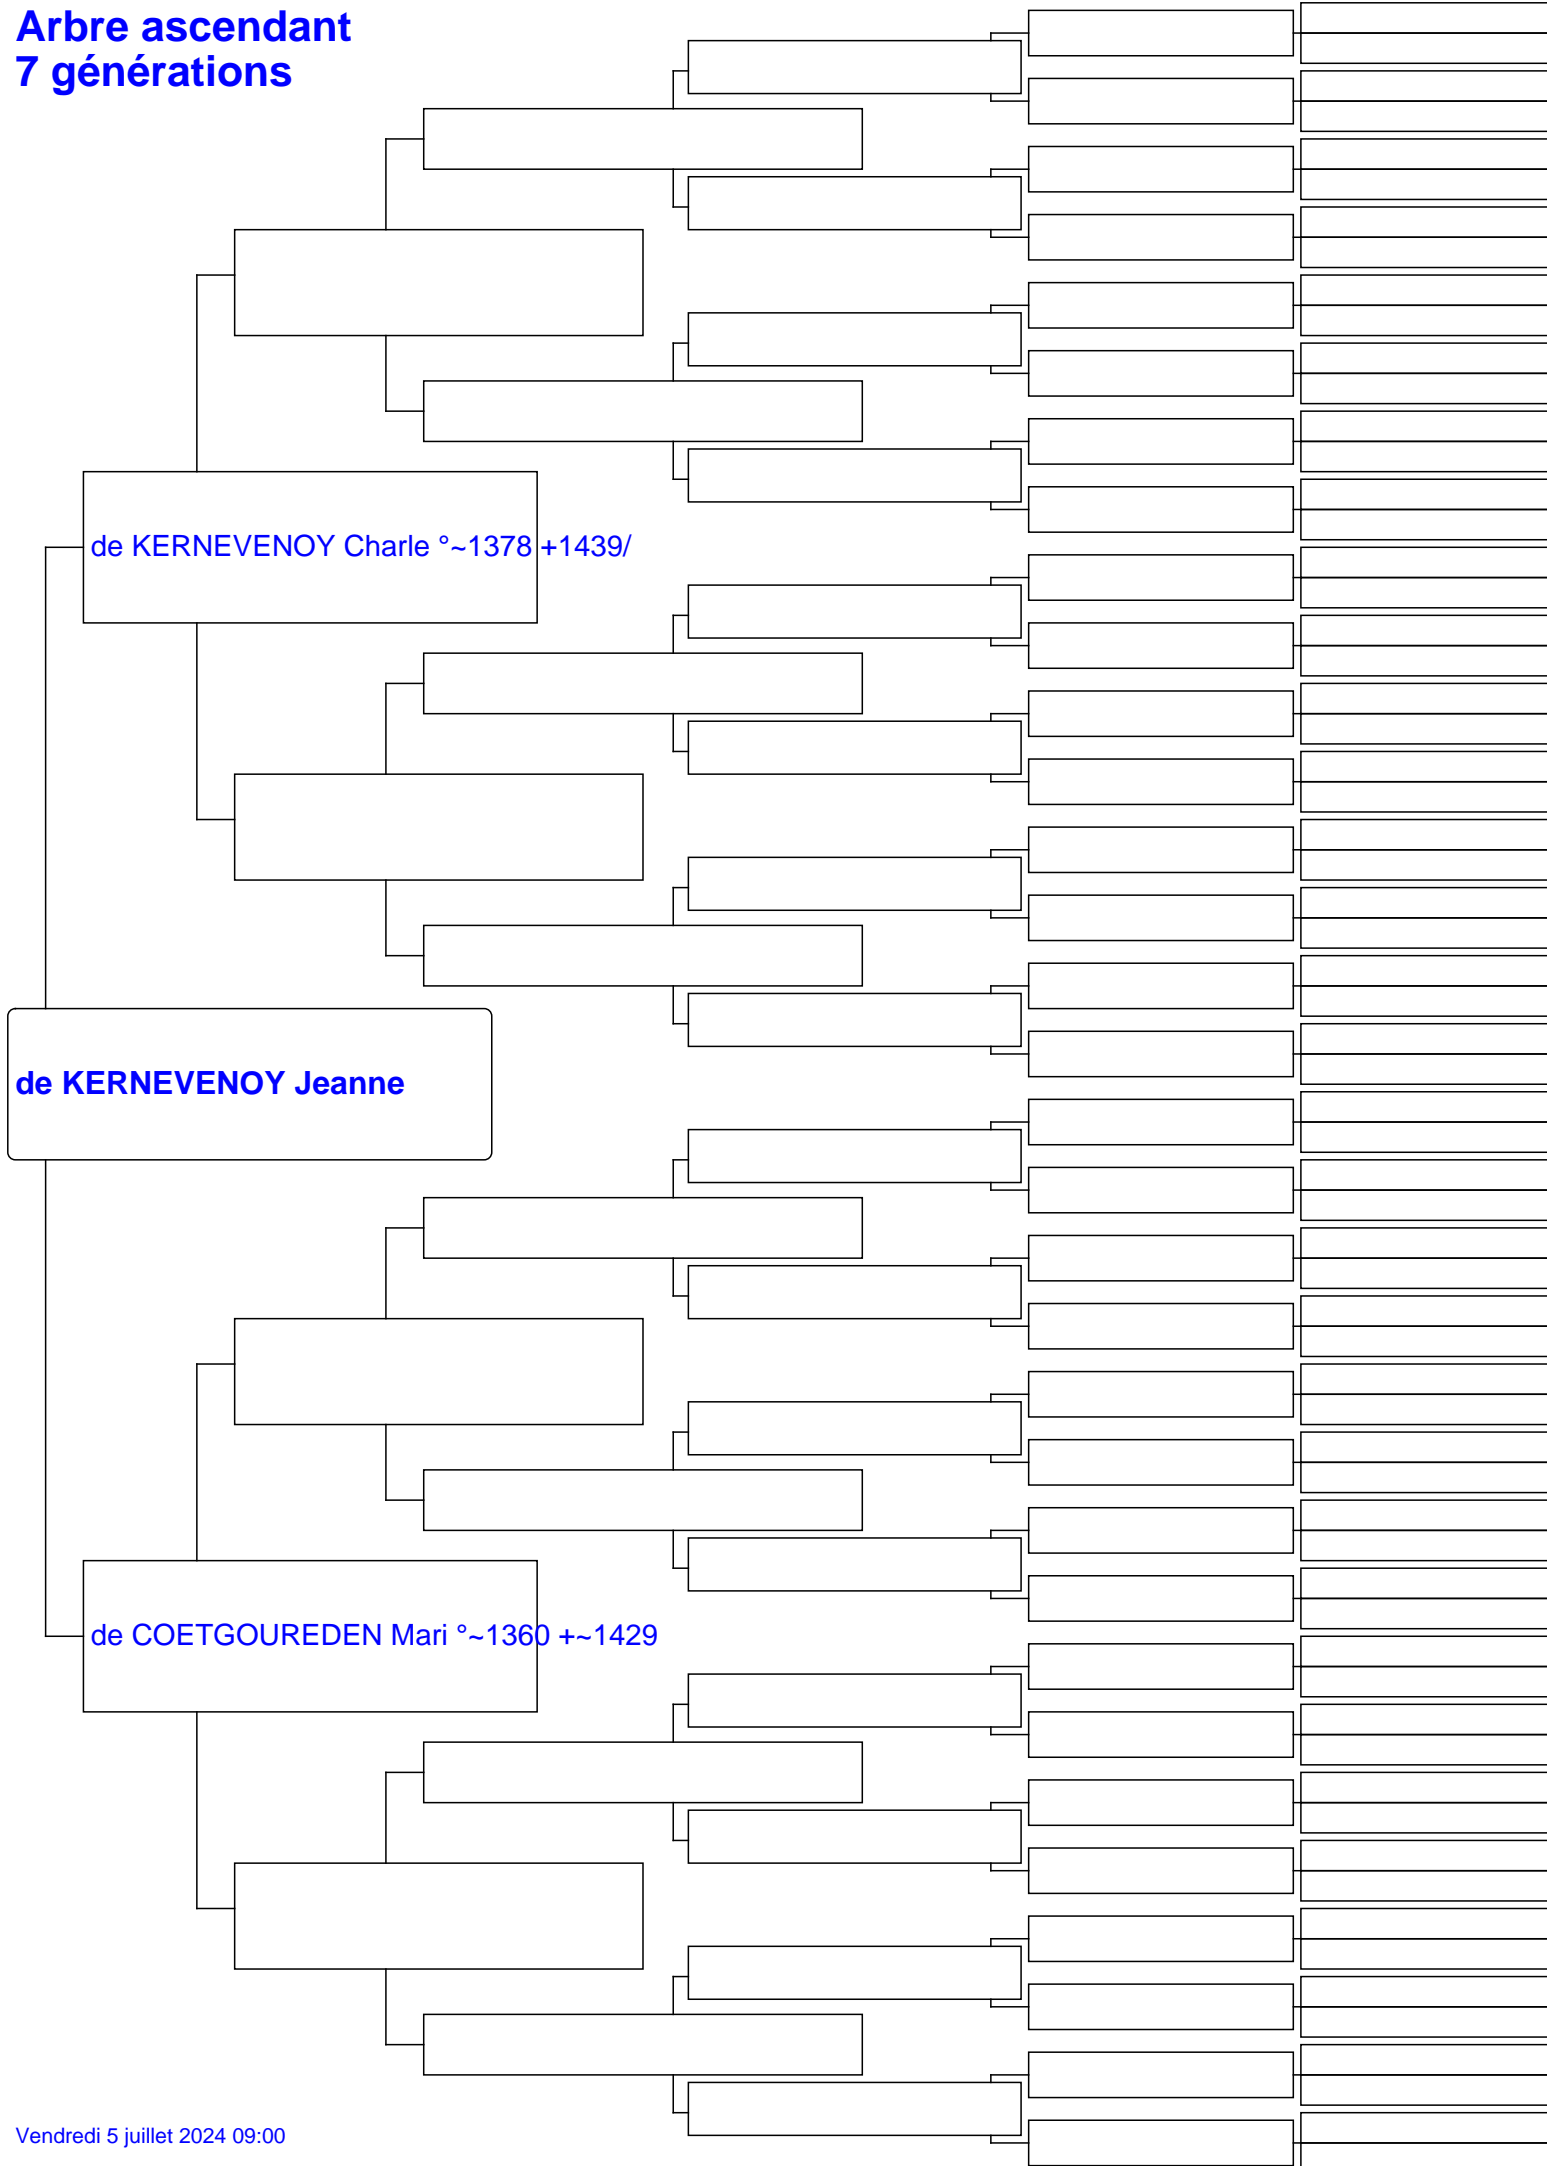 Arbre ascendant
7 générations
de KERNEVENOY Charle °~1378 +1439/
de KERNEVENOY Jeanne
de COETGOUREDEN Mari °~1360 +~1429
Vendredi 5 juillet 2024 09:00